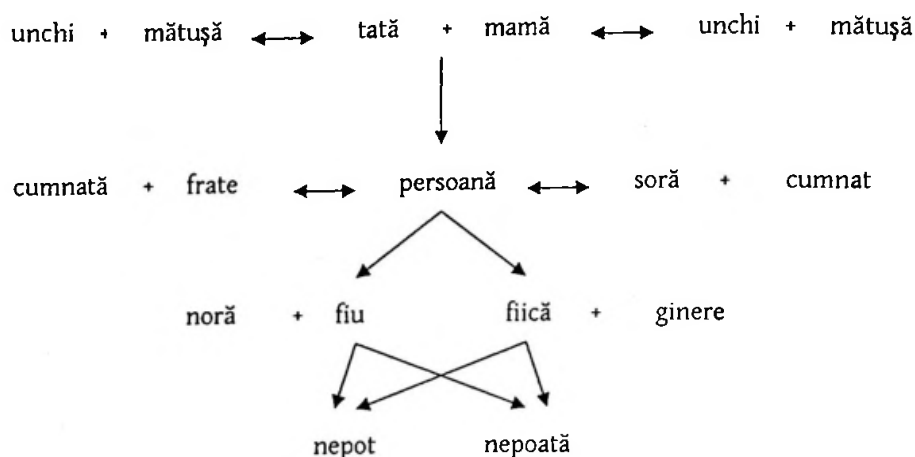 unchi + mătuşă tată + mamă unchi + mătuşă
cumnată + frate persoană soră + cumnat
noră + fiu fiică + ginere
nepot nepoată